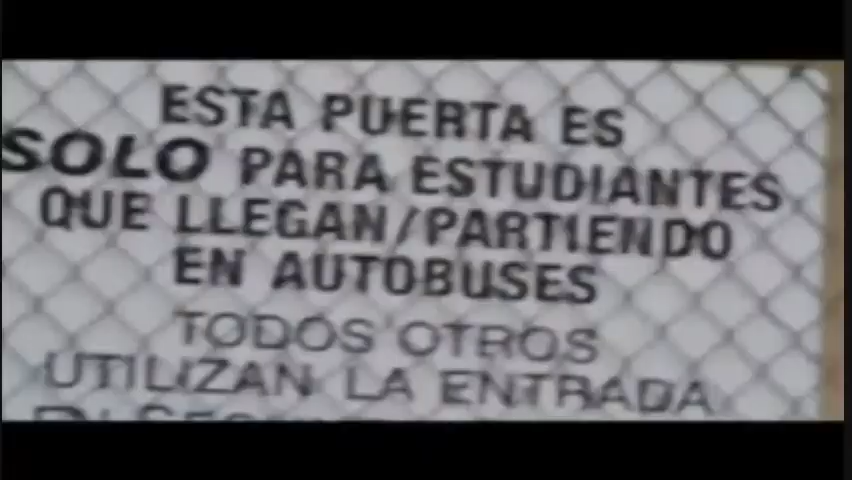 ESTA PUERTA ES
SOLO PARA ESTUDIANTES
QUE LLEGAN/PARTIENDO
EN AUTOBUSES
TODOS OTROS
UTILIZAN LA ENTRADA